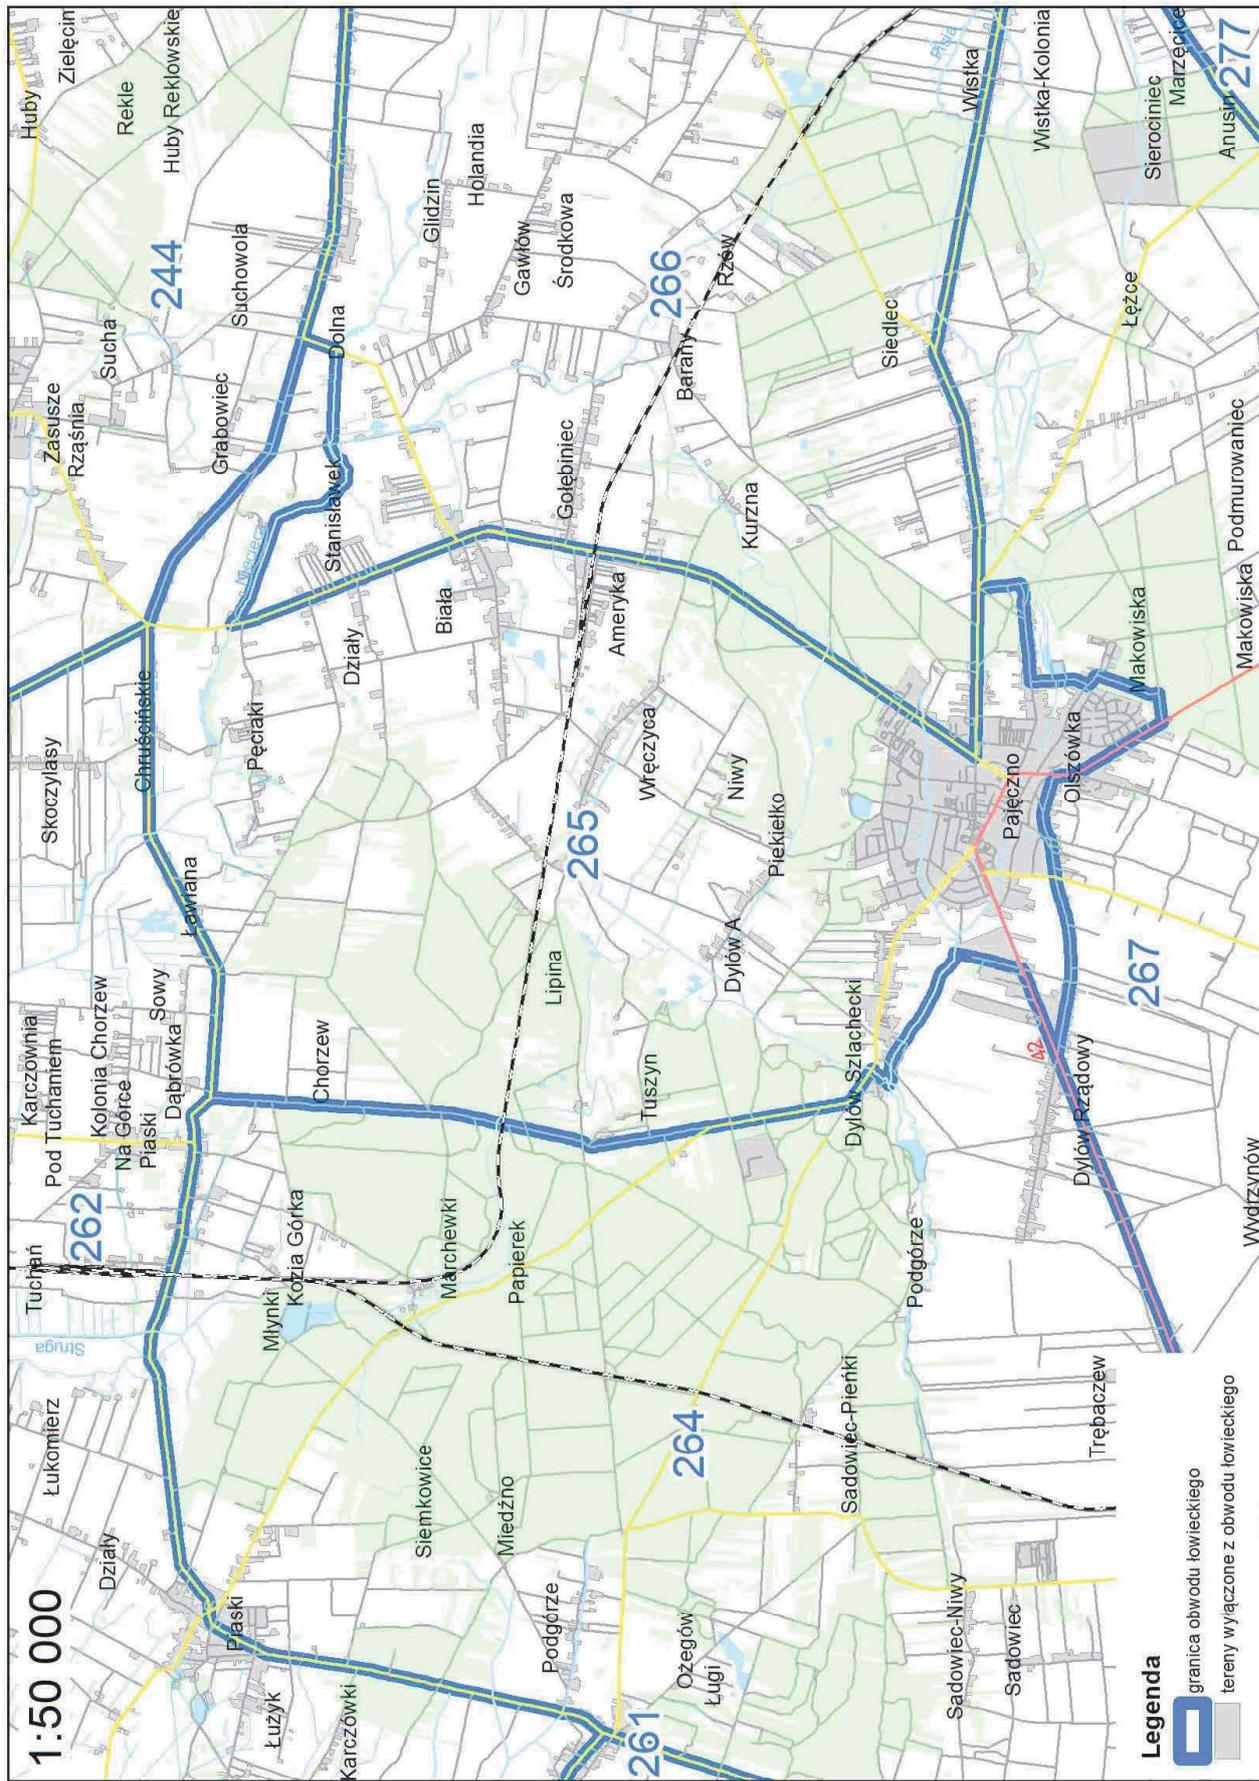 1:50 000
Tuchań
Łukomierz
Karczownia
Pod Tuchaniem
Skoczylasy
Zasusze
Rząśnia
Huby
Zielęcin
Struga
262
Działy
Kolonia Chorzew
Na Górce
Piaski
Sowy
Dąbrówka
Sucha
Rekle
Chruścińskie
244
Huby Reklowskie
Ławnana
Grabowiec
Suchowola
Piaski
Pęciaki
Młynki
Kozia Górka
Łużyk
Chorzew
Stanisławek
Dolna
Karczówki
Działy
Siemkowice
Marchewki
Biała
Glidzin
Holandia
Miedźno
Papierek
Gawłów
Podgórze
Lipina
Gołębiniec
Środkowa
265
Ameryka
261
Tuszyn
Wręczyca
266
Barany
Ożegów
Ługi
264
Dylów A
Niwy
Kurzna
Rzów
Piekiełko
Sadowiec-Pieńki
Dylów Szlachecki
Siedlec
Podgórze
Pisia
Sadowiec-Niwy
Wistka
Sadowiec
Pajęczno
42
Wistka-Kolonia
Trębaczew
Dylów Rządowy
Olszówka
267
Makowiska
Łężce
Sierociniec
Marzęcice
Wydrzynów
Makowiska
Podmurowaniec
Anusin
277
Legenda
granica obwodu łowieckiego
tereny wyłączone z obwodu łowieckiego